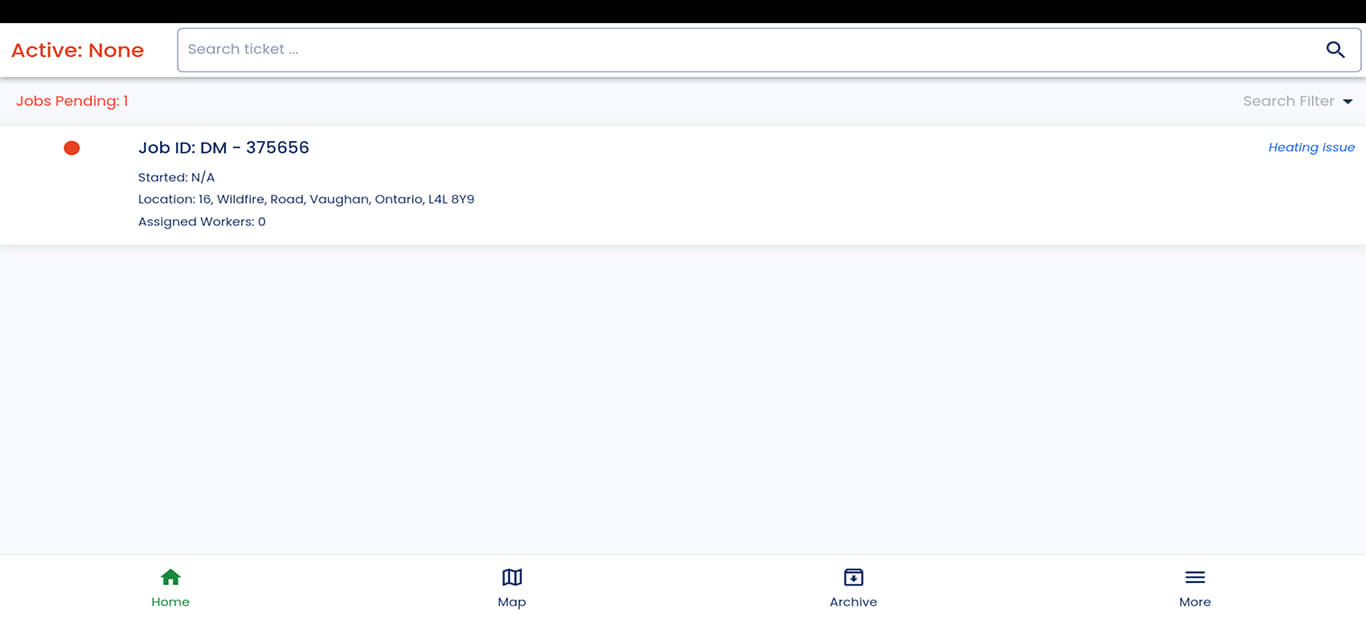 Active: None
Search ticket ...
Jobs Pending: 1
Search Filter
Job ID: DM - 375656
Heating issue
Started: N/A
Location: 16, Wildfire, Road, Vaughan, Ontario, L4L 8Y9
Assigned Workers: 0
Home
Map
Archive
More